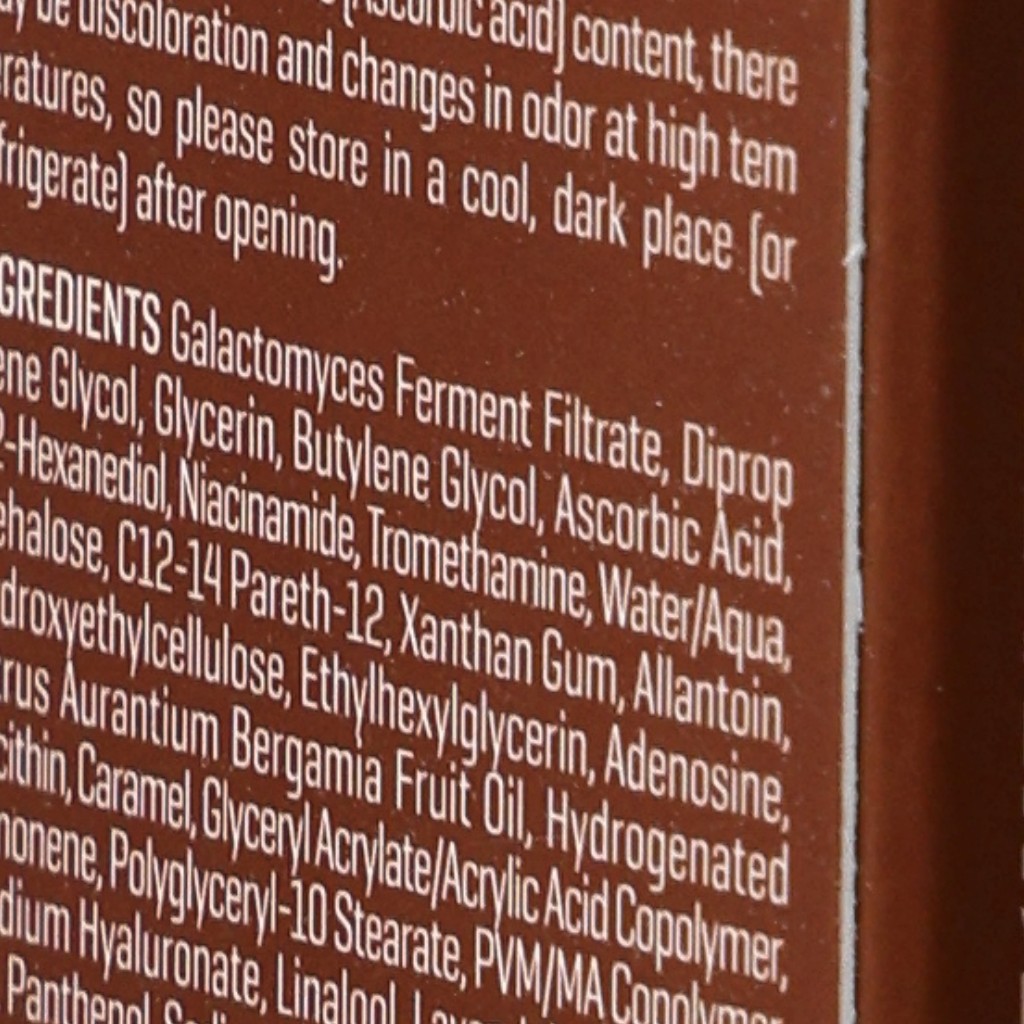 (Ascorbic acid) content, there
be discoloration and changes in odor at high tem
eratures, so please store in a cool, dark place (or
frigerate) after opening.
GREDIENTS Galactomyces Ferment Filtrate, Diprop
ene Glycol, Glycerin, Butylene Glycol, Ascorbic Acid,
2-Hexanediol, Niacinamide, Tromethamine, Water/Aqua,
ehalose, C12-14 Pareth-12, Xanthan Gum, Allantoin,
droxyethylcellulose, Ethylhexylglycerin, Adenosine,
rus Aurantium Bergamia Fruit Oil, Hydrogenated
cithin, Caramel, Glyceryl Acrylate/Acrylic Acid Copolymer,
monene, Polyglyceryl-10 Stearate, PVM/MA Copolymer
dium Hyaluronate, Linalool,
Panthenol,